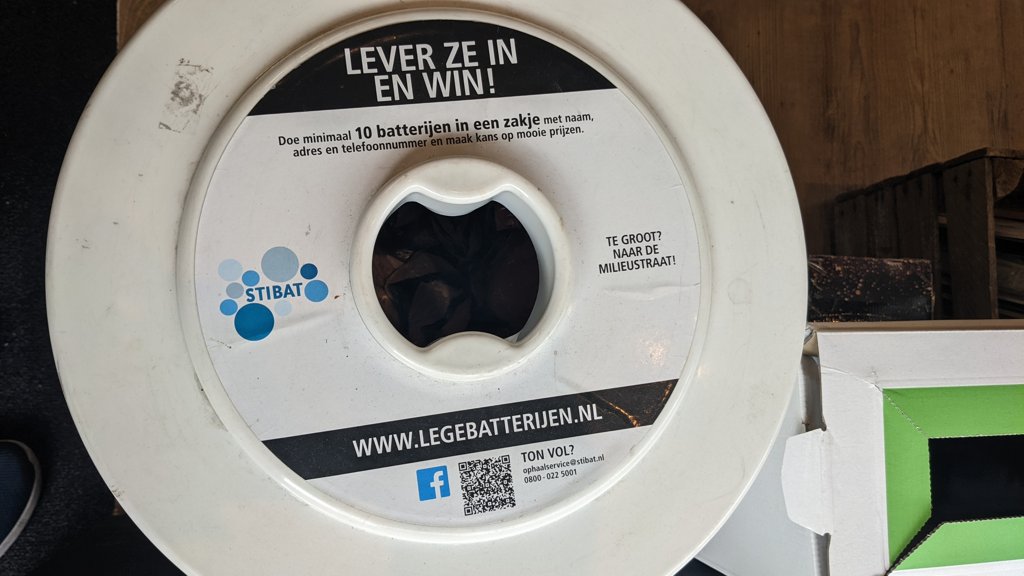 LEVER ZE IN
EN WIN!
Doe minimaal 10 batterijen in een zakje met naam,
adres en telefoonnummer en maak kans op mooie prijzen.
TE GROOT?
NAAR DE
MILIEUSTRAAT!
STIBAT
WWW.LEGEBATTERIJEN.NL
f
TON VOL?
ophaalservice@stibat.nl
0800 - 022 5001